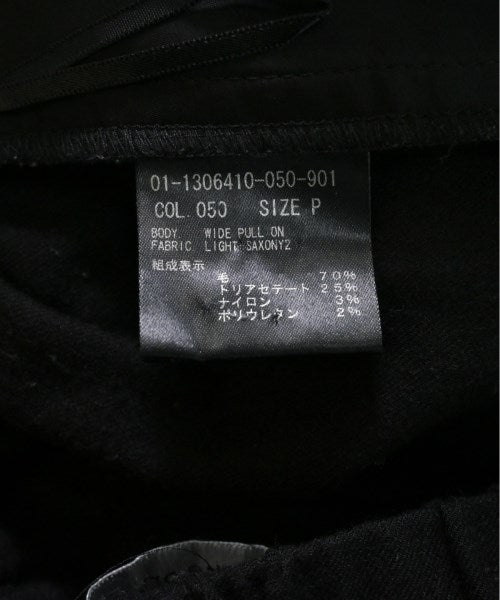 01-1306410-050-901
COL. 050 SIZE P
BODY. WIDE PULL ON
FABRIC. LIGHT SAXONY2
組成表示
毛 70%
トリアセテート 25%
ナイロン 3%
ポリウレタン 2%